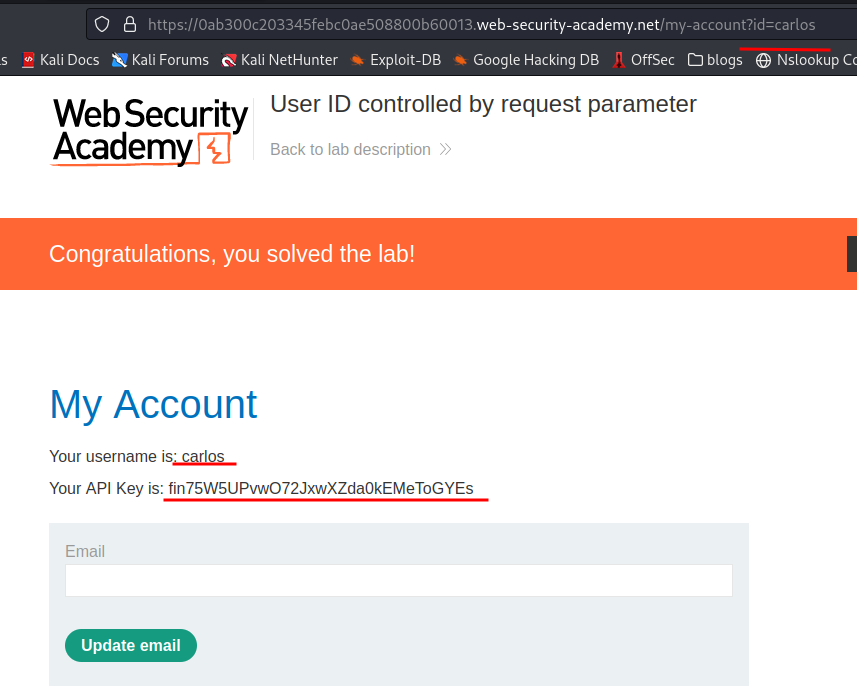 https://0ab300c203345febc0ae508800b60013.web-security-academy.net/my-account?id=carlos
s Kali Docs Kali Forums Kali NetHunter Exploit-DB Google Hacking DB OffSec blogs Nslookup Co
Web Security
Academy
User ID controlled by request parameter
Back to lab description
Congratulations, you solved the lab!
My Account
Your username is: carlos
Your API Key is: fin75W5UPvwO72JxwXZda0kEMeToGYEs
Email
Update email